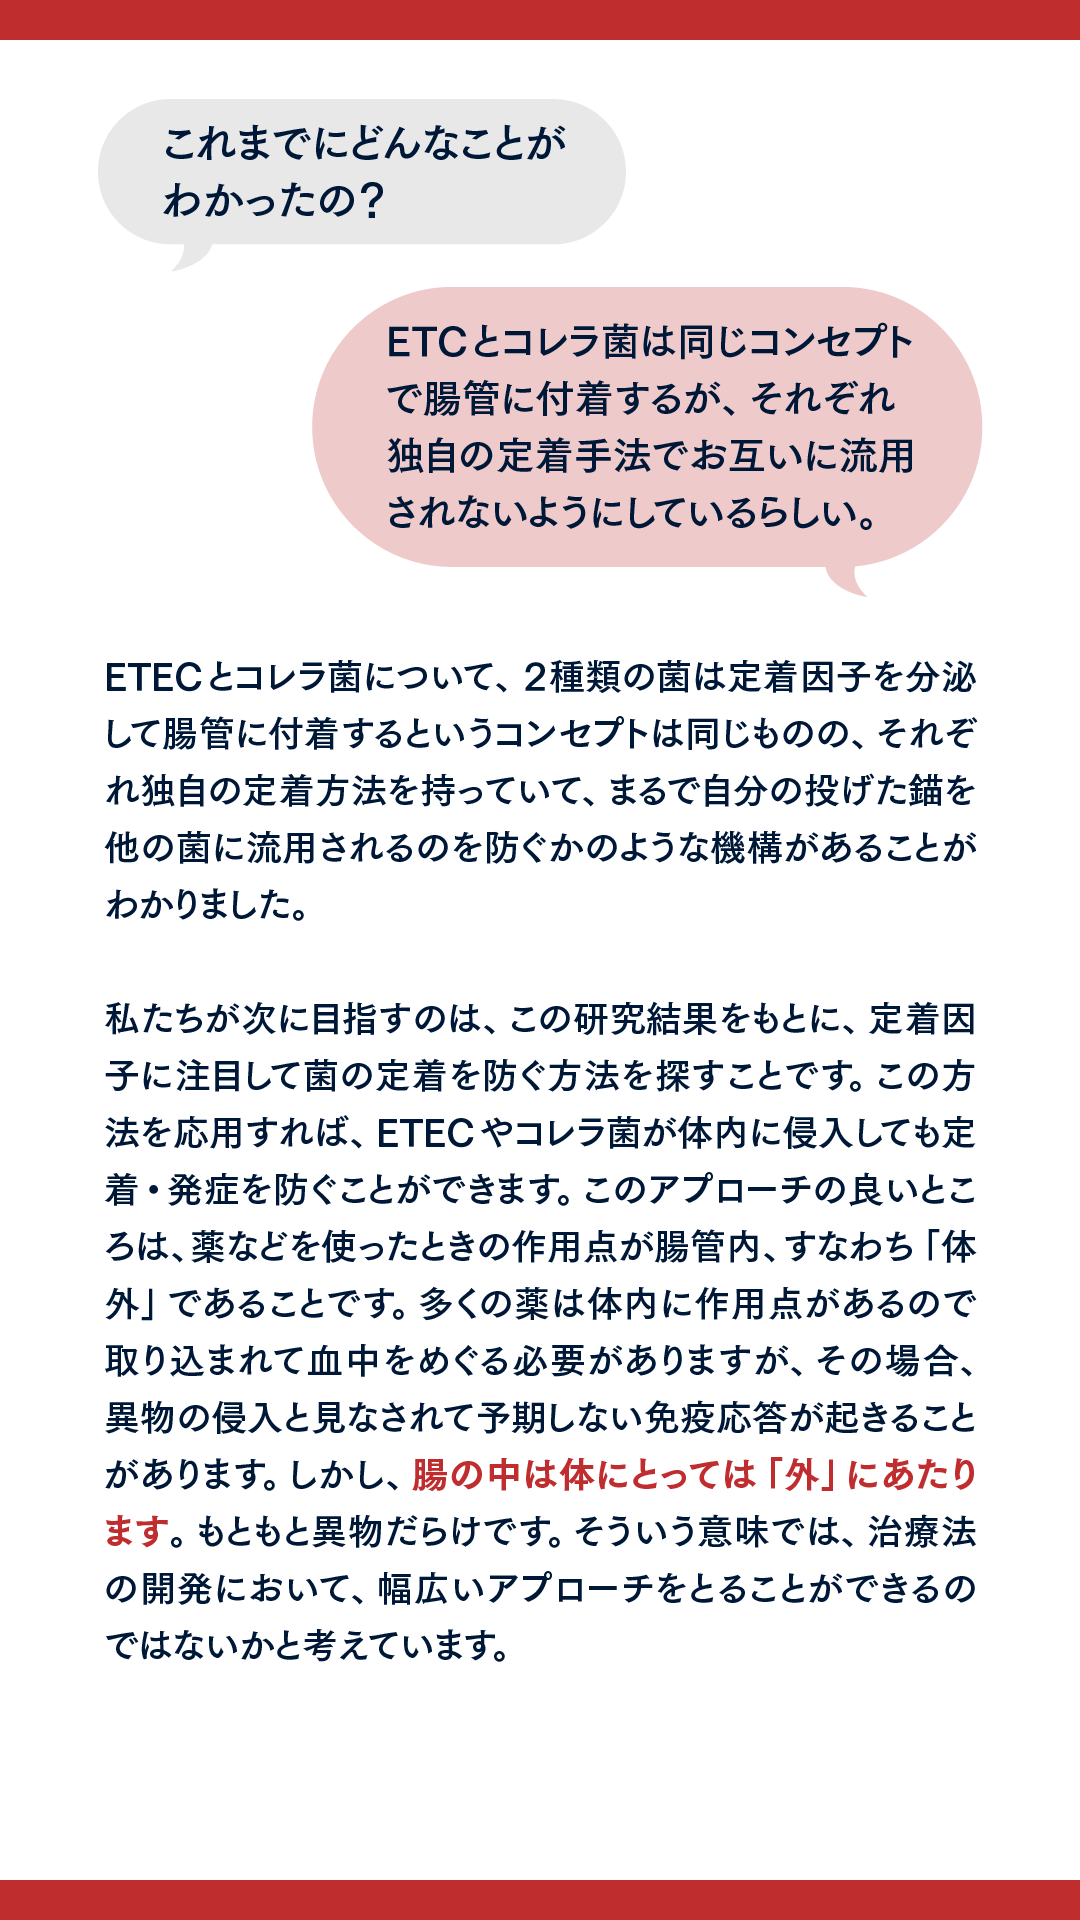 これまでにどんなことが
わかったの？
ETCとコレラ菌は同じコンセプト
で腸管に付着するが、それぞれ
独自の定着手法でお互いに流用
されないようにしているらしい。
ETECとコレラ菌について、2種類の菌は定着因子を分泌
して腸管に付着するというコンセプトは同じものの、それぞ
れ独自の定着方法を持っていて、まるで自分の投げた錨を
他の菌に流用されるのを防ぐかのような機構があることが
わかりました。
私たちが次に目指すのは、この研究結果をもとに、定着因
子に注目して菌の定着を防ぐ方法を探すことです。この方
法を応用すれば、ETECやコレラ菌が体内に侵入しても定
着・発症を防ぐことができます。このアプローチの良いとこ
ろは、薬などを使ったときの作用点が腸管内、すなわち「体
外」であることです。多くの薬は体内に作用点があるので
取り込まれて血中をめぐる必要がありますが、その場合、
異物の侵入と見なされて予期しない免疫応答が起きること
があります。しかし、腸の中は体にとっては「外」にあたり
ます。もともと異物だらけです。そういう意味では、治療法
の開発において、幅広いアプローチをとることができるの
ではないかと考えています。